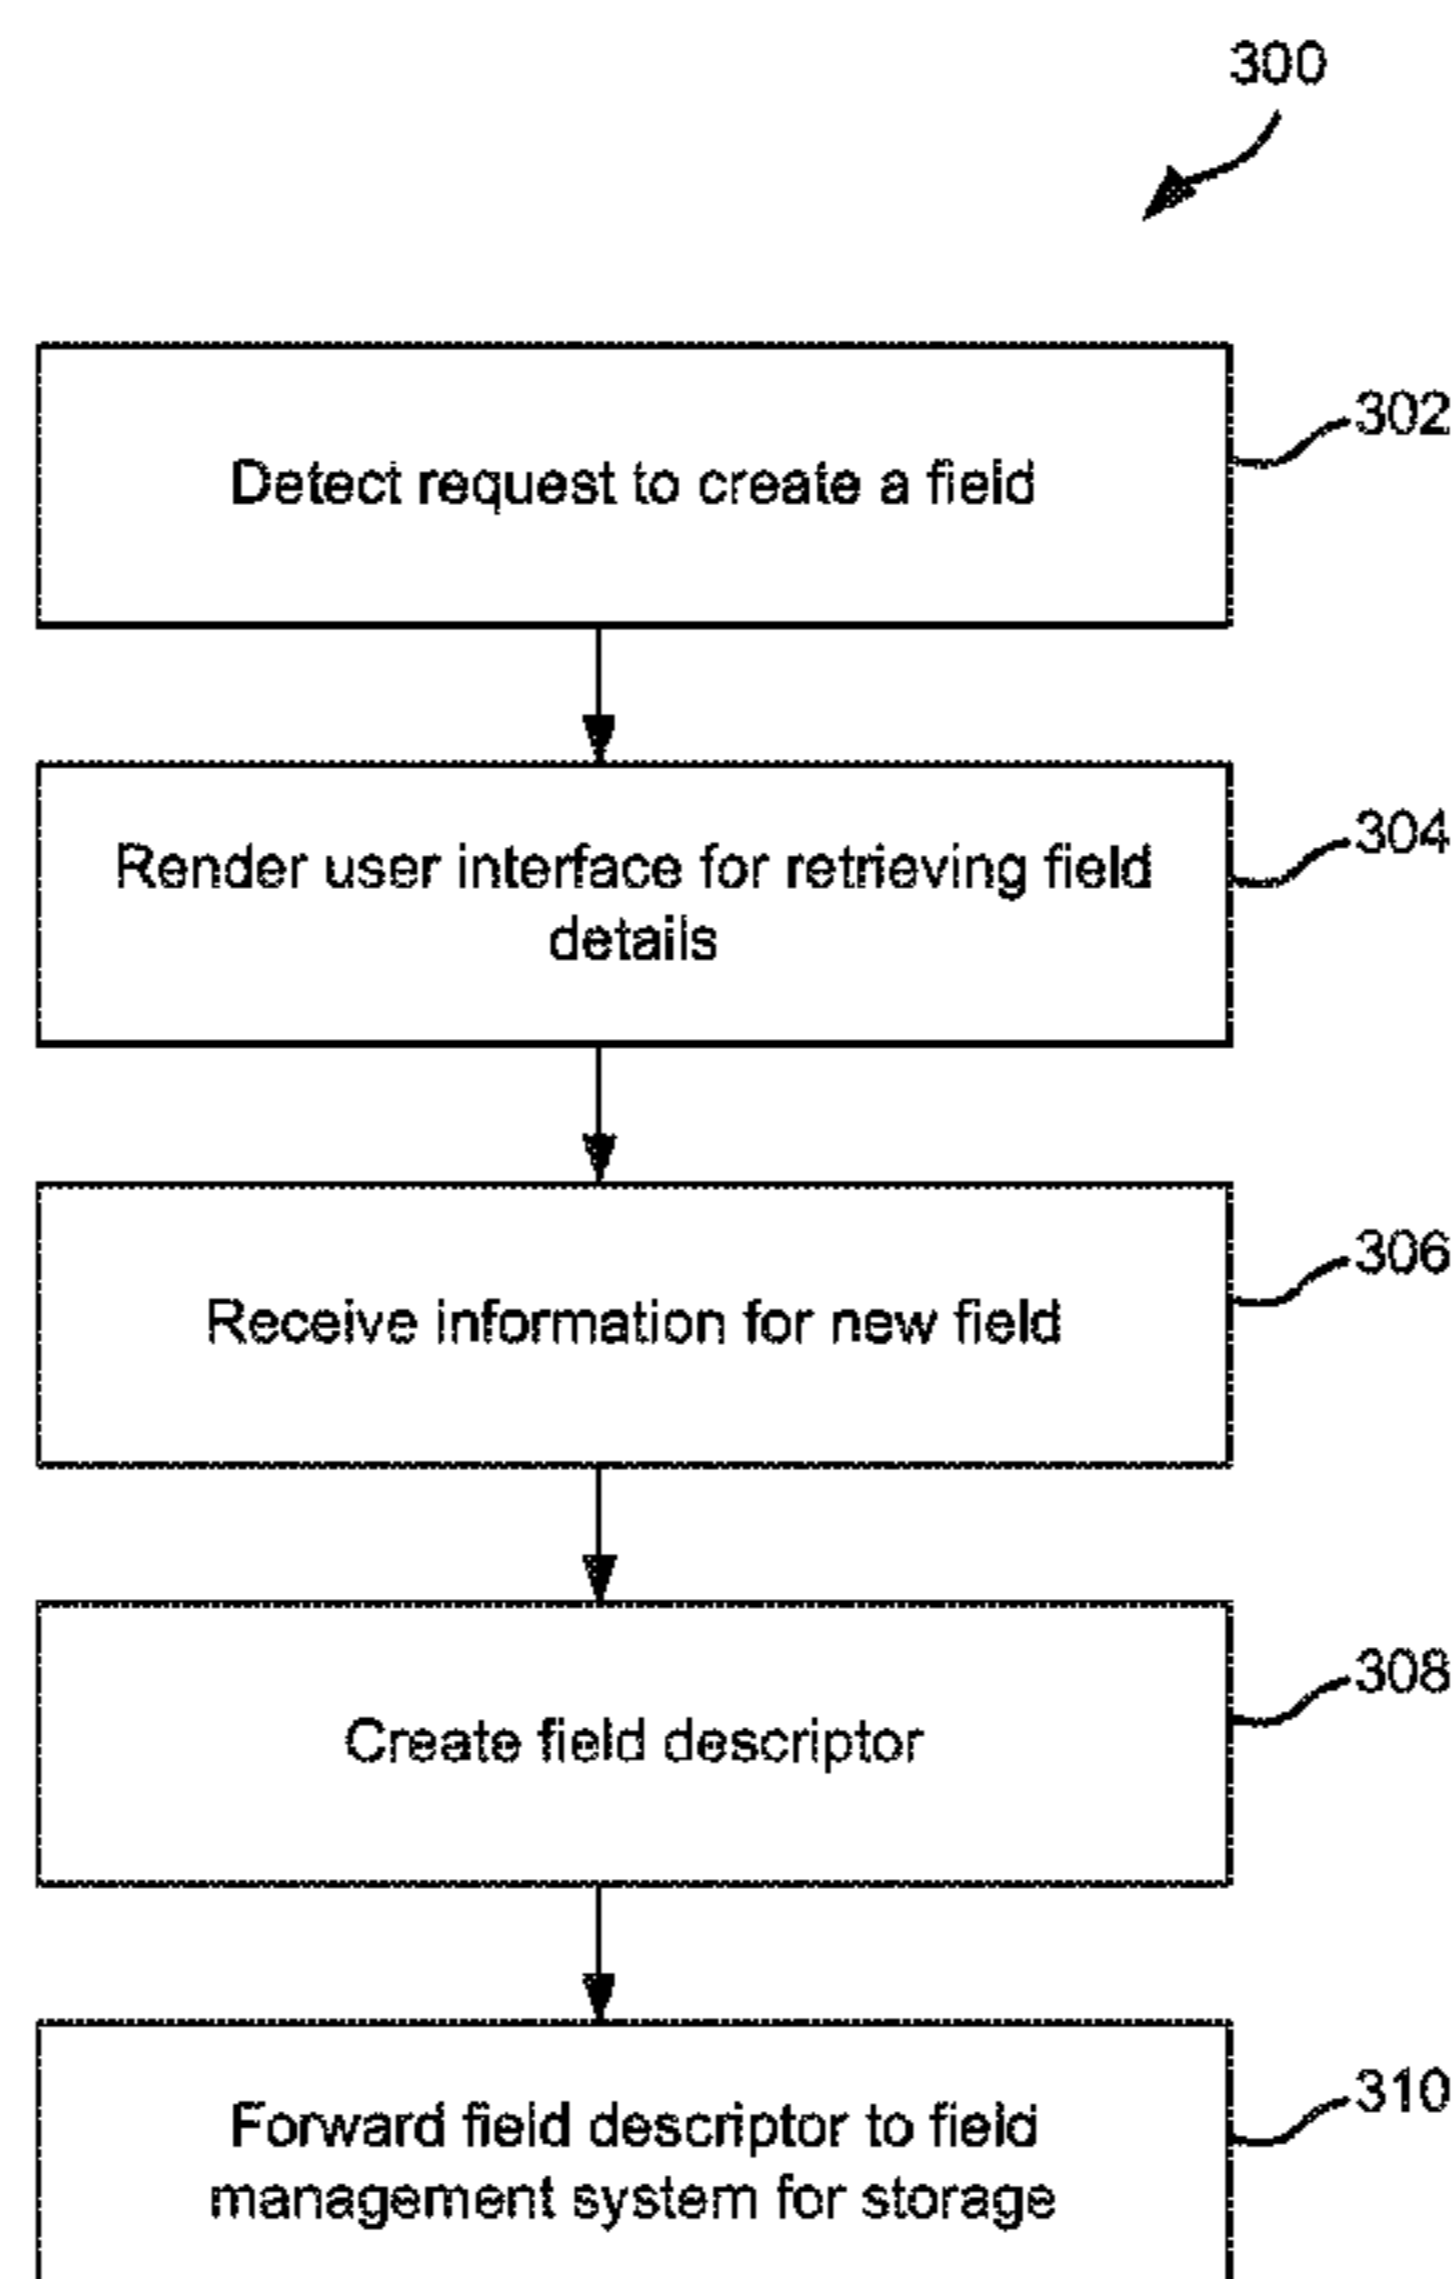 300
Detect request to create a field
302
Render user interface for retrieving field
details
304
Receive information for new field
306
Create field descriptor
308
Forward field descriptor to field
management system for storage
310